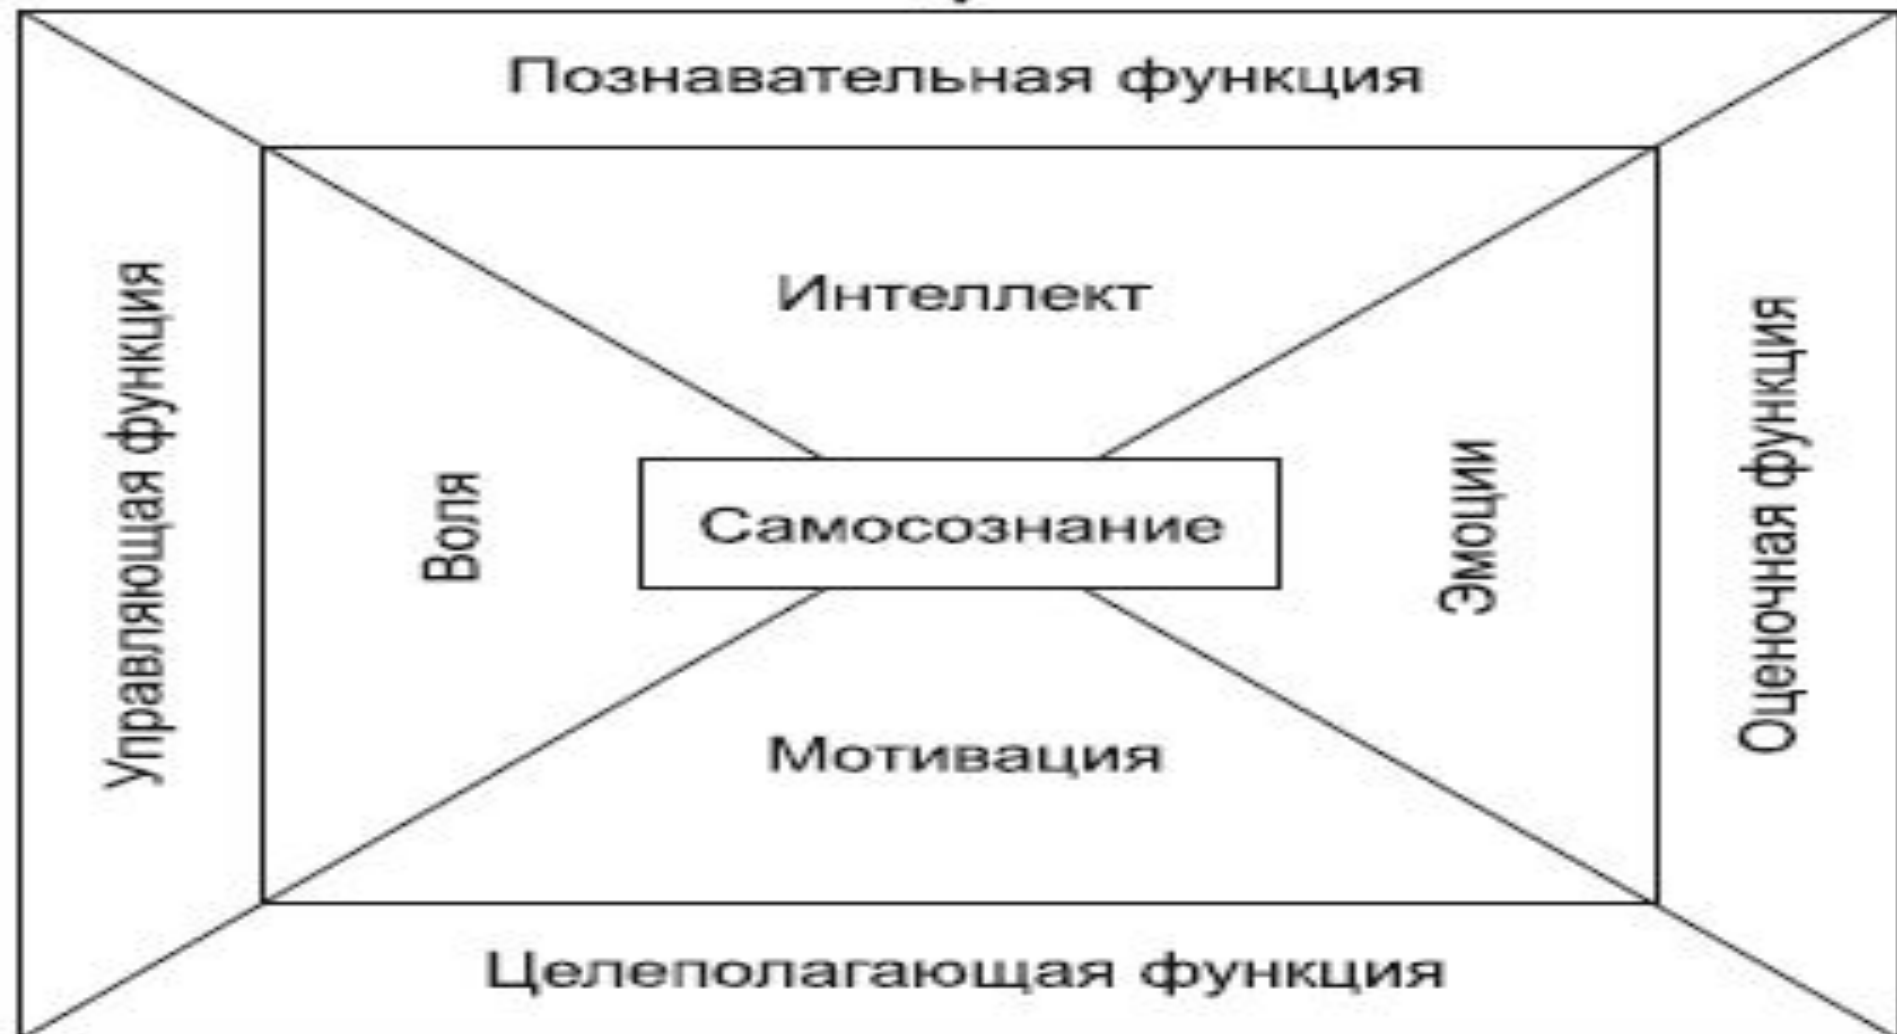 Познавательная функция
Интеллект
Управляющая функция
Воля
Самосознание
Эмоции
Оценочная функция
Мотивация
Целеполагающая функция